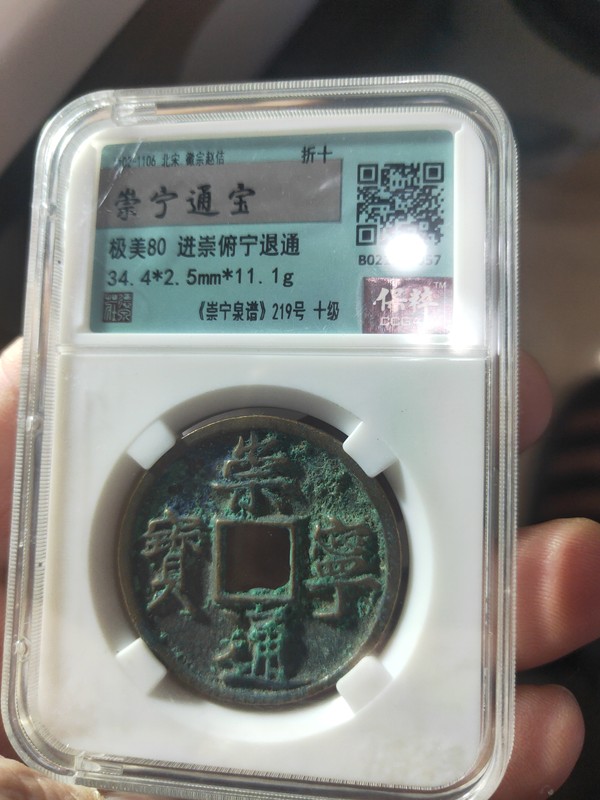 1106 北宋 徽宗赵佶
折十
崇宁通宝
极美80 进崇俯宁退通
34.4*2.5mm*11.1g
《崇宁泉谱》219号 十级
保粹
TM
崇
寧
通
寶